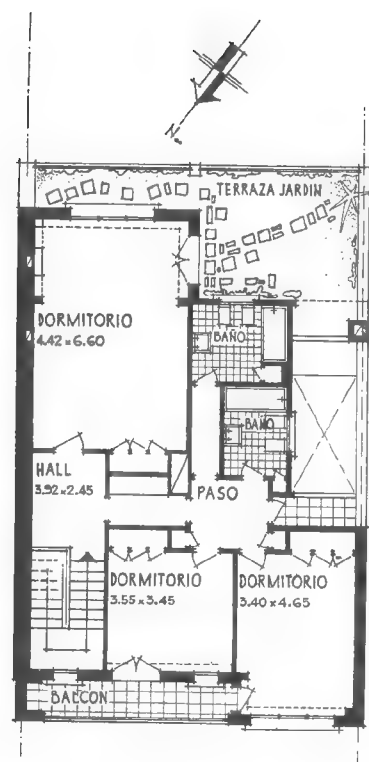 N.
TERRAZA JARDIN
DORMITORIO
4.42 x 6.60
BAÑO
BAÑO
HALL
3.92 x 2.45
PASO
DORMITORIO
3.55 x 3.45
DORMITORIO
3.40 x 4.65
BALCON